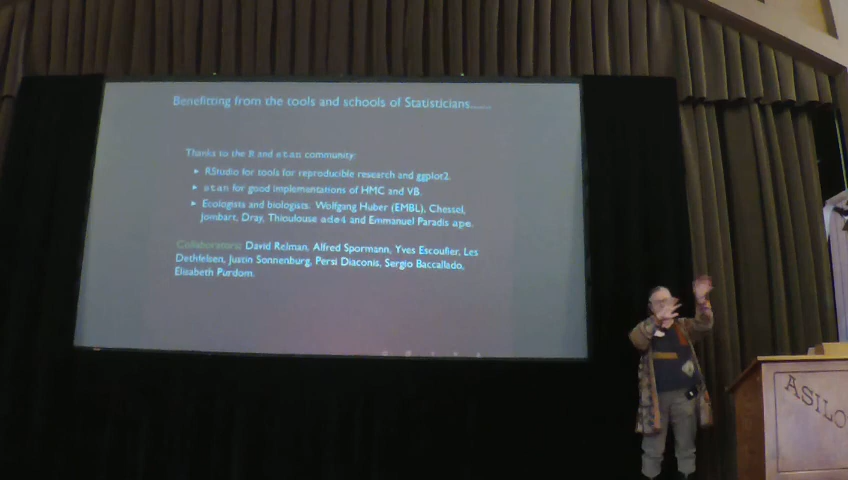 Benefitting from the tools and schools of Statisticians......
Thanks to the R and stan community:
RStudio for tools for reproducible research and ggplot2.
stan for good implementations of HMC and VB.
Ecologists and biologists: Wolfgang Huber (EMBL), Chessel,
Jombart, Dray, Thioulouse ade4 and Emmanuel Paradis ape.
Collaborators: David Relman, Alfred Spormann, Yves Escoufier, Les
Dethlefsen, Justin Sonnenburg, Persi Diaconis, Sergio Baccallado,
Elisabeth Purdom.
ASILO